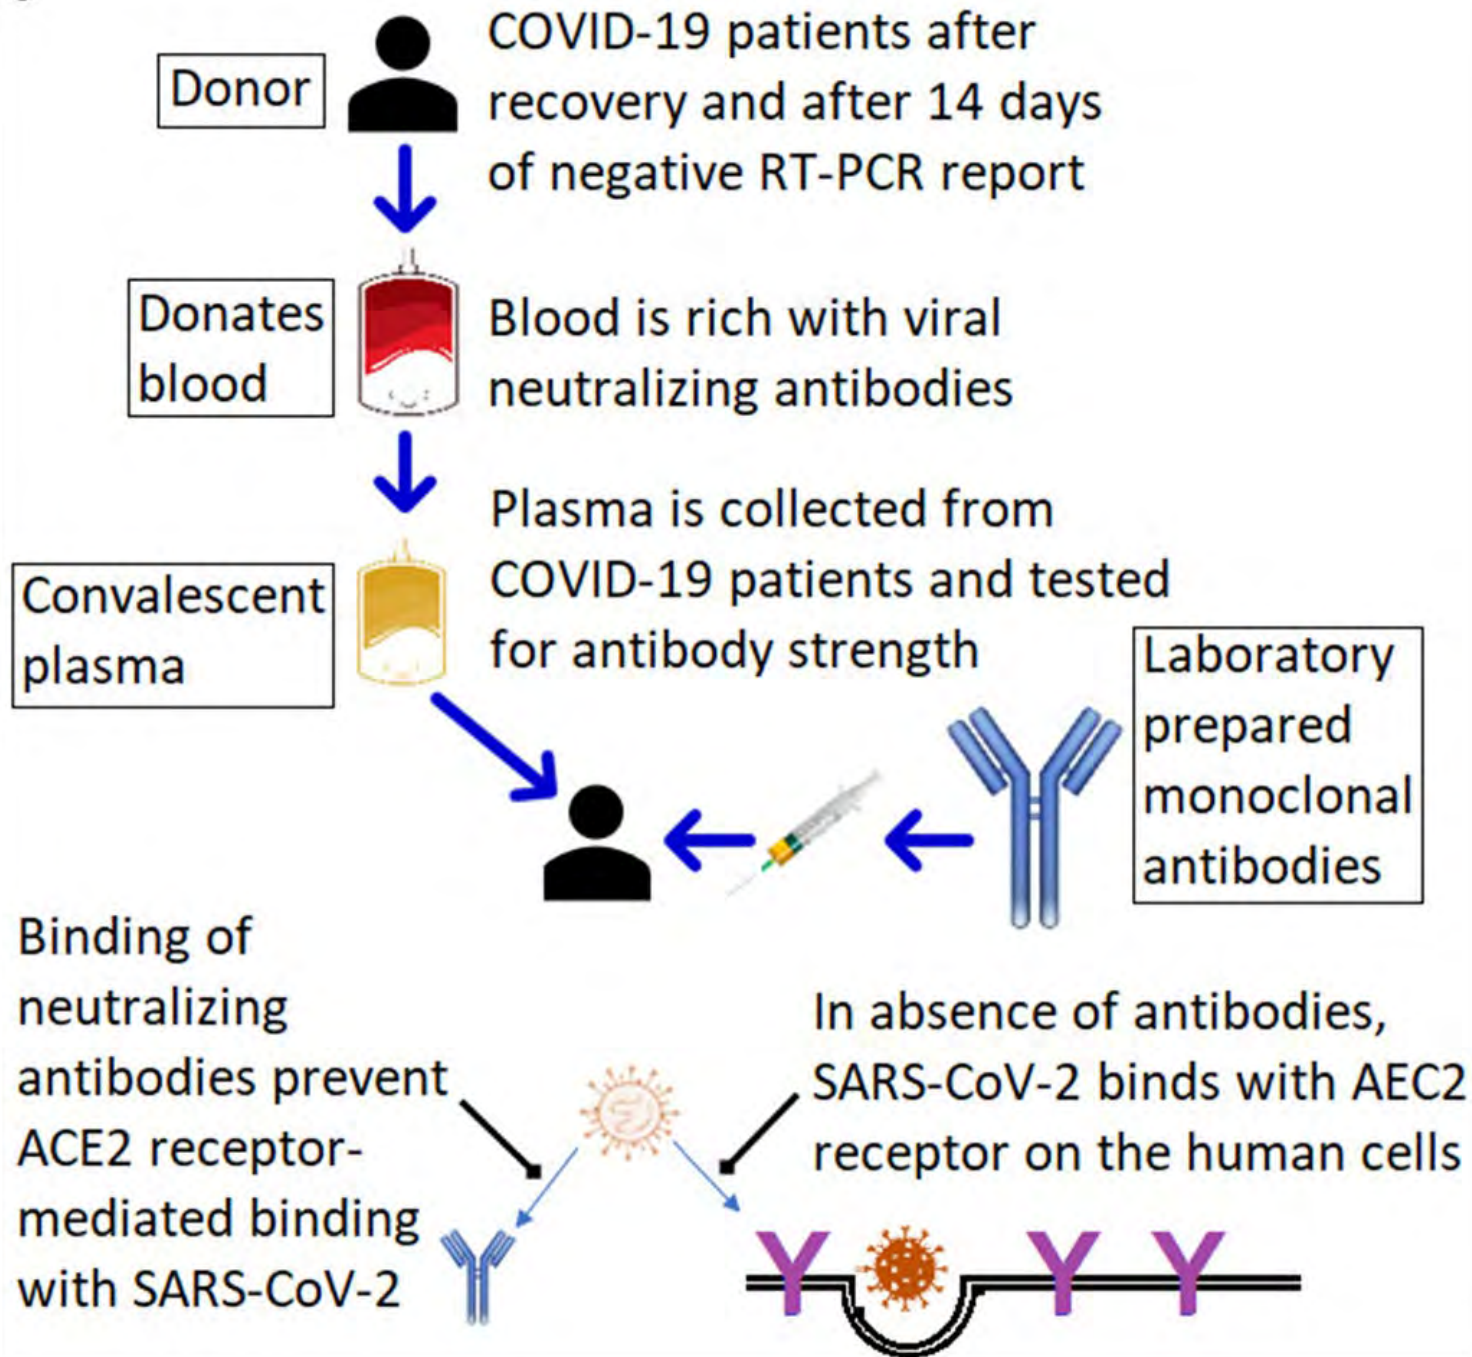 Donor
COVID-19 patients after
recovery and after 14 days
of negative RT-PCR report
Donates
blood
Blood is rich with viral
neutralizing antibodies
Convalescent
plasma
Plasma is collected from
COVID-19 patients and tested
for antibody strength
Laboratory
prepared
monoclonal
antibodies
Binding of
neutralizing
antibodies prevent
ACE2 receptor-
mediated binding
with SARS-CoV-2
In absence of antibodies,
SARS-CoV-2 binds with AEC2
receptor on the human cells